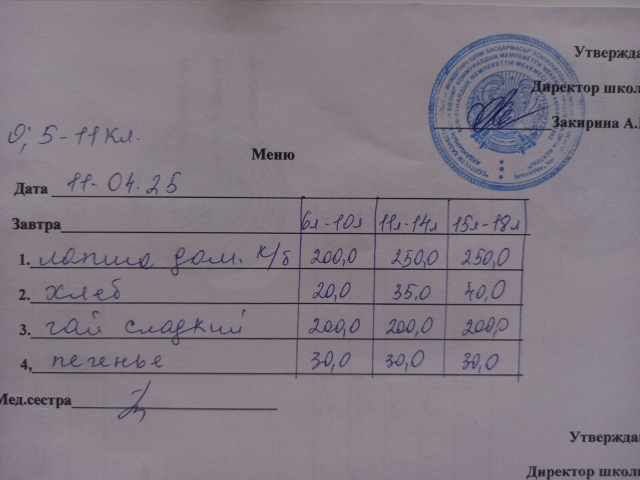 Утвержда
Директор школ
Закирина А.
0; 5-11 кл.
Меню
Дата 11.04.25
Завтра 6л-10л 11л-14л 15л-18л
1. лапша дом. к/б 200,0 250,0 250,0
2. хлеб 20,0 35,0 40,0
3. чай сладкий 200,0 200,0 200,0
4, печенье 30,0 30,0 30,0
Мед.сестра
Утвержда
Директор школ